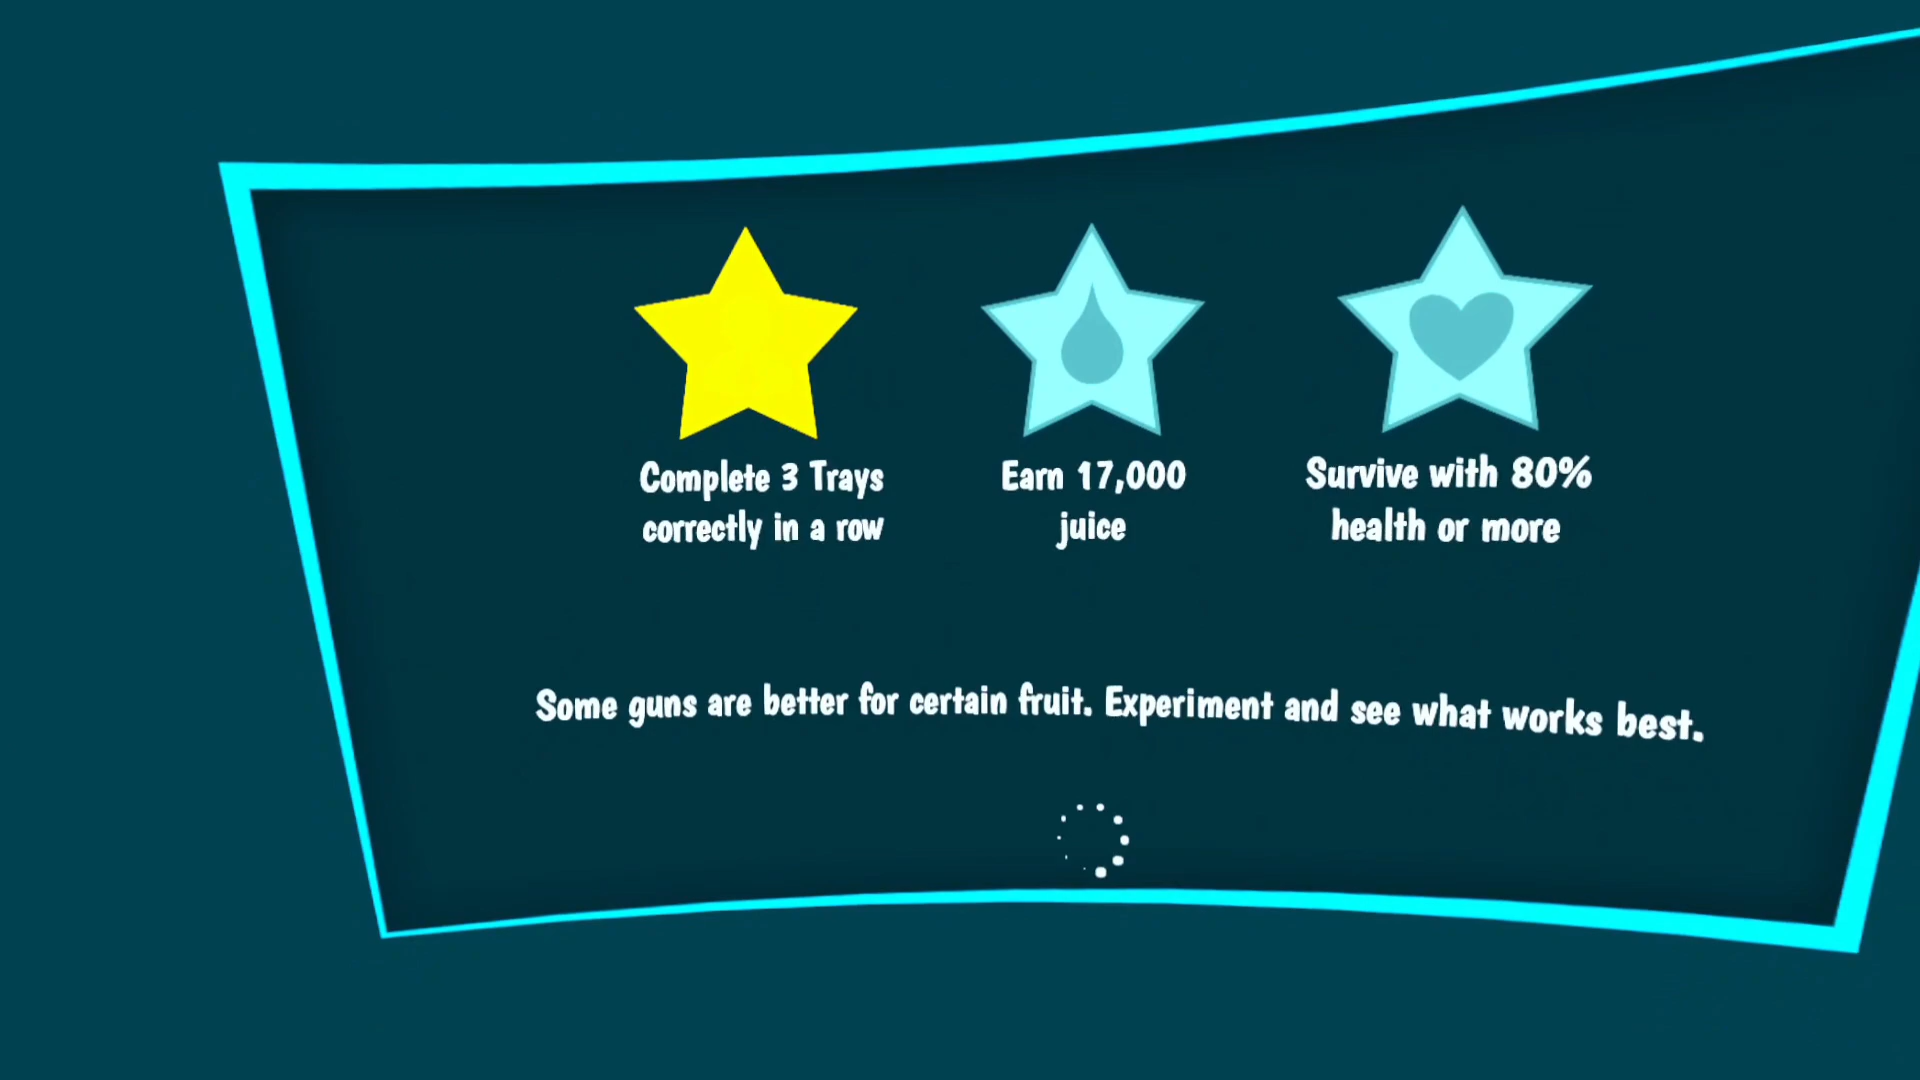 Complete 3 Trays
correctly in a row
Earn 17,000
juice
Survive with 80%
health or more
Some guns are better for certain fruit. Experiment and see what works best.